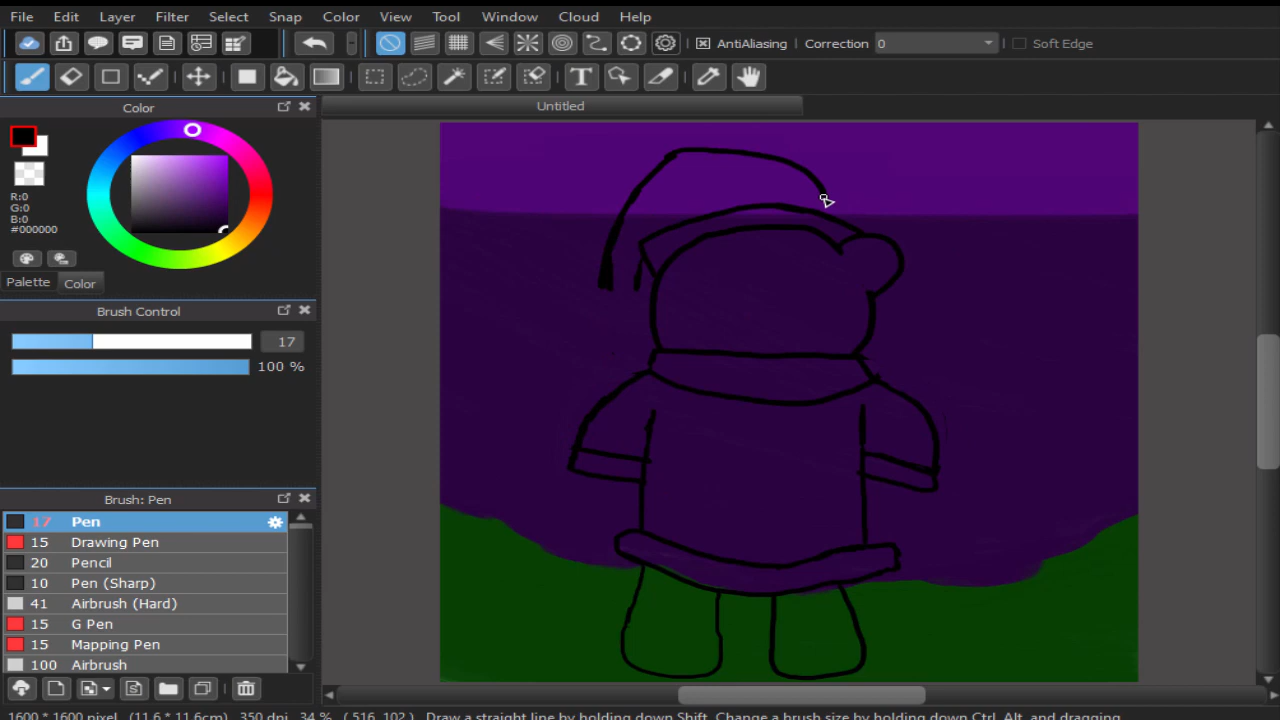 File Edit Layer Filter Select Snap Color View Tool Window Cloud Help
AntiAliasing Correction 0 Soft Edge
T
Color
Untitled
R:0
G:0
B:0
#000000
Palette Color
Brush Control
17
100 %
Brush: Pen
17 Pen
15 Drawing Pen
20 Pencil
10 Pen (Sharp)
41 Airbrush (Hard)
15 G Pen
15 Mapping Pen
100 Airbrush
1600 * 1600 pixel (11.6 * 11.6cm) 350 dpi 34 % ( 516, 102 ) Draw a straight line by holding down Shift, Change a brush size by holding down Ctrl, Alt, and dragging